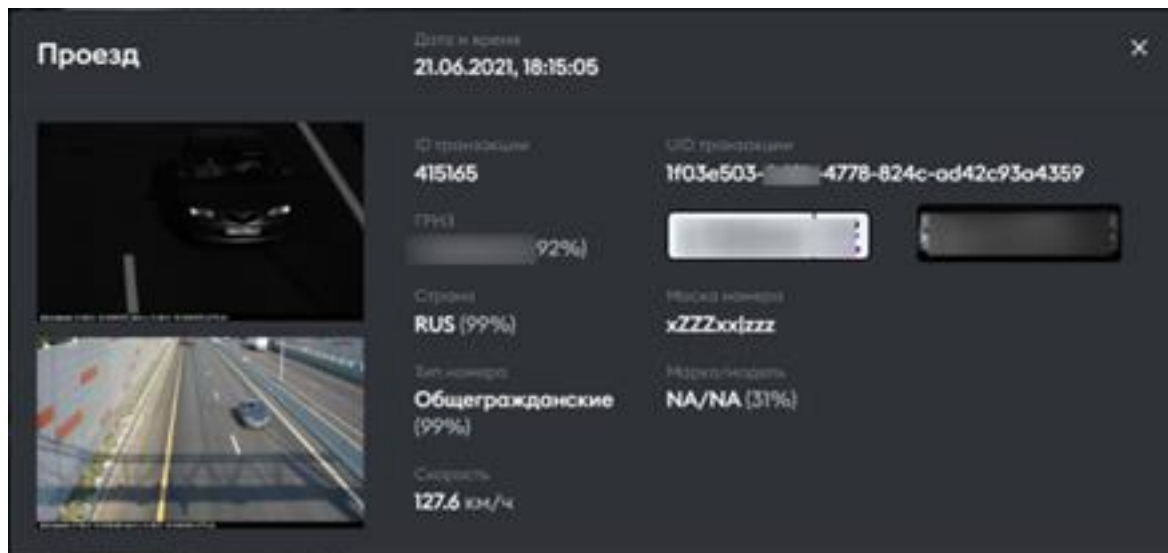 Проезд
Дата и время
21.06.2021, 18:15:05
ID транзакции
415165
UID транзакции
1f03e503- -4778-824c-ad42c93a4359
ГРНЗ
92%)
Страна
RUS (99%)
Маска номера
xZZZxx|zzz
Тип номера
Общегражданские
(99%)
Марка/модель
NA/NA (31%)
Скорость
127.6 км/ч